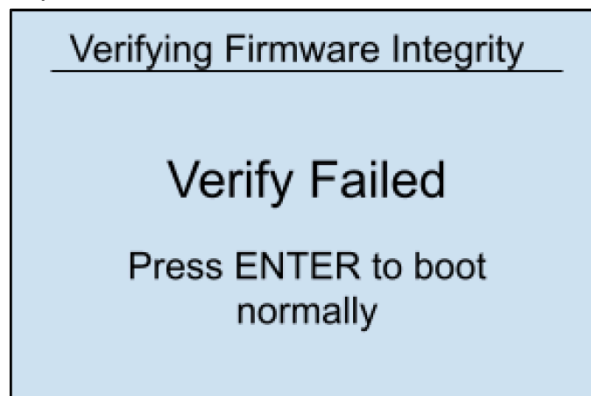 Verifying Firmware Integrity
Verify Failed
Press ENTER to boot
normally